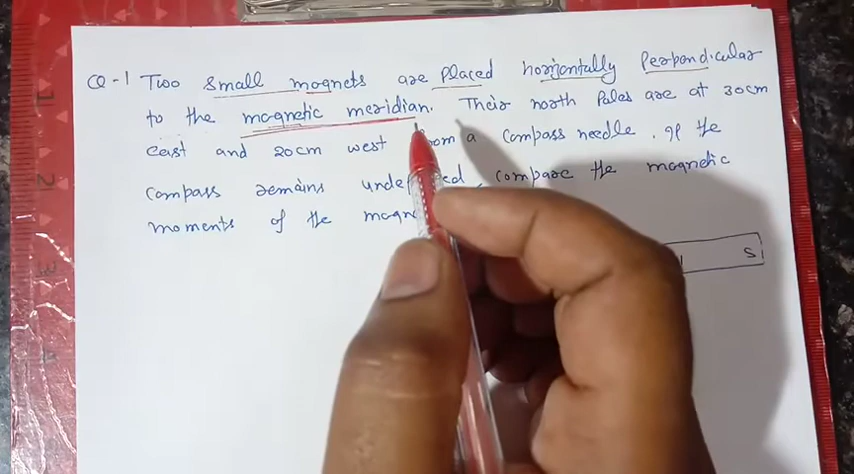 Q-1 Two small magnets are placed horizontally Perpendicular
to the magnetic meridian. Their north Poles are at 30cm
east and 20cm west from a compass needle. If the
compass remains compare the magnetic
moments of the
S